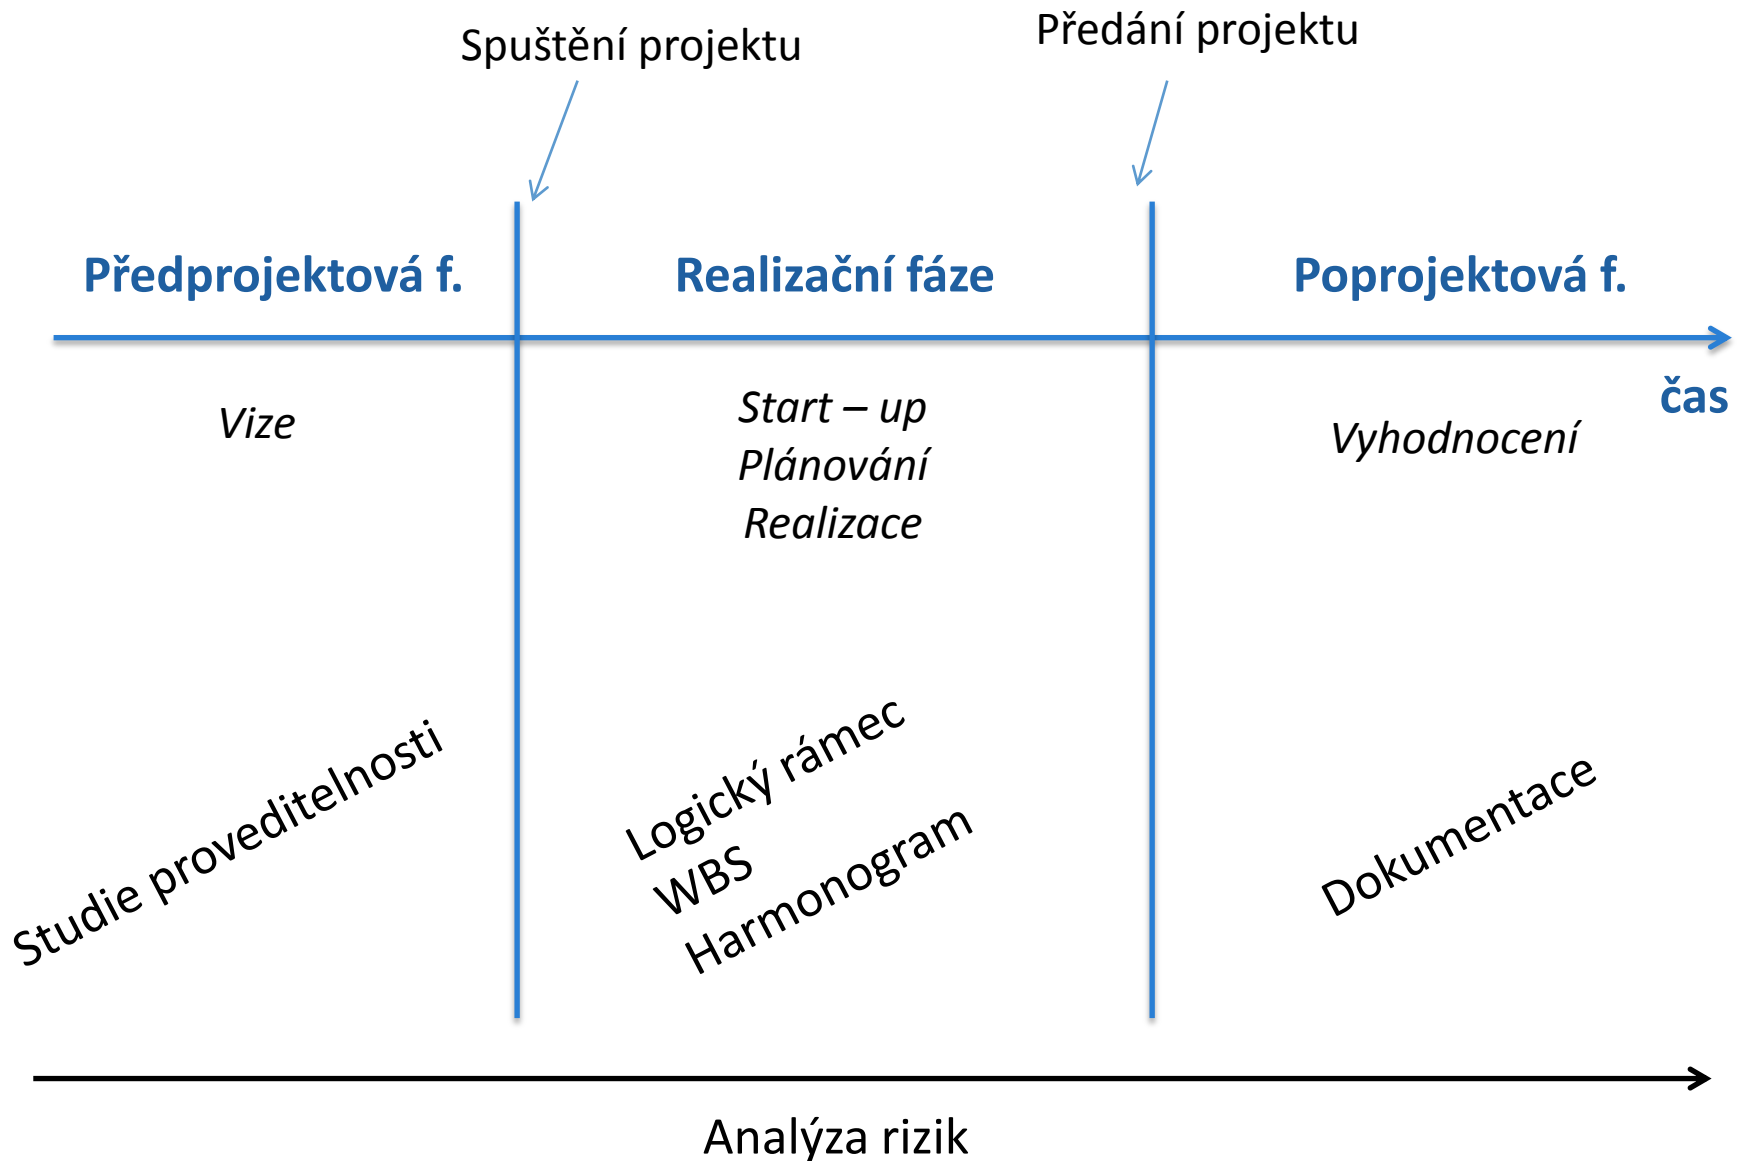 Spuštění projektu
Předání projektu
Předprojektová f.
Realizační fáze
Poprojektová f.
čas
Vize
Start – up
Plánování
Realizace
Vyhodnocení
Studie proveditelnosti
Logický rámec
WBS
Harmonogram
Dokumentace
Analýza rizik